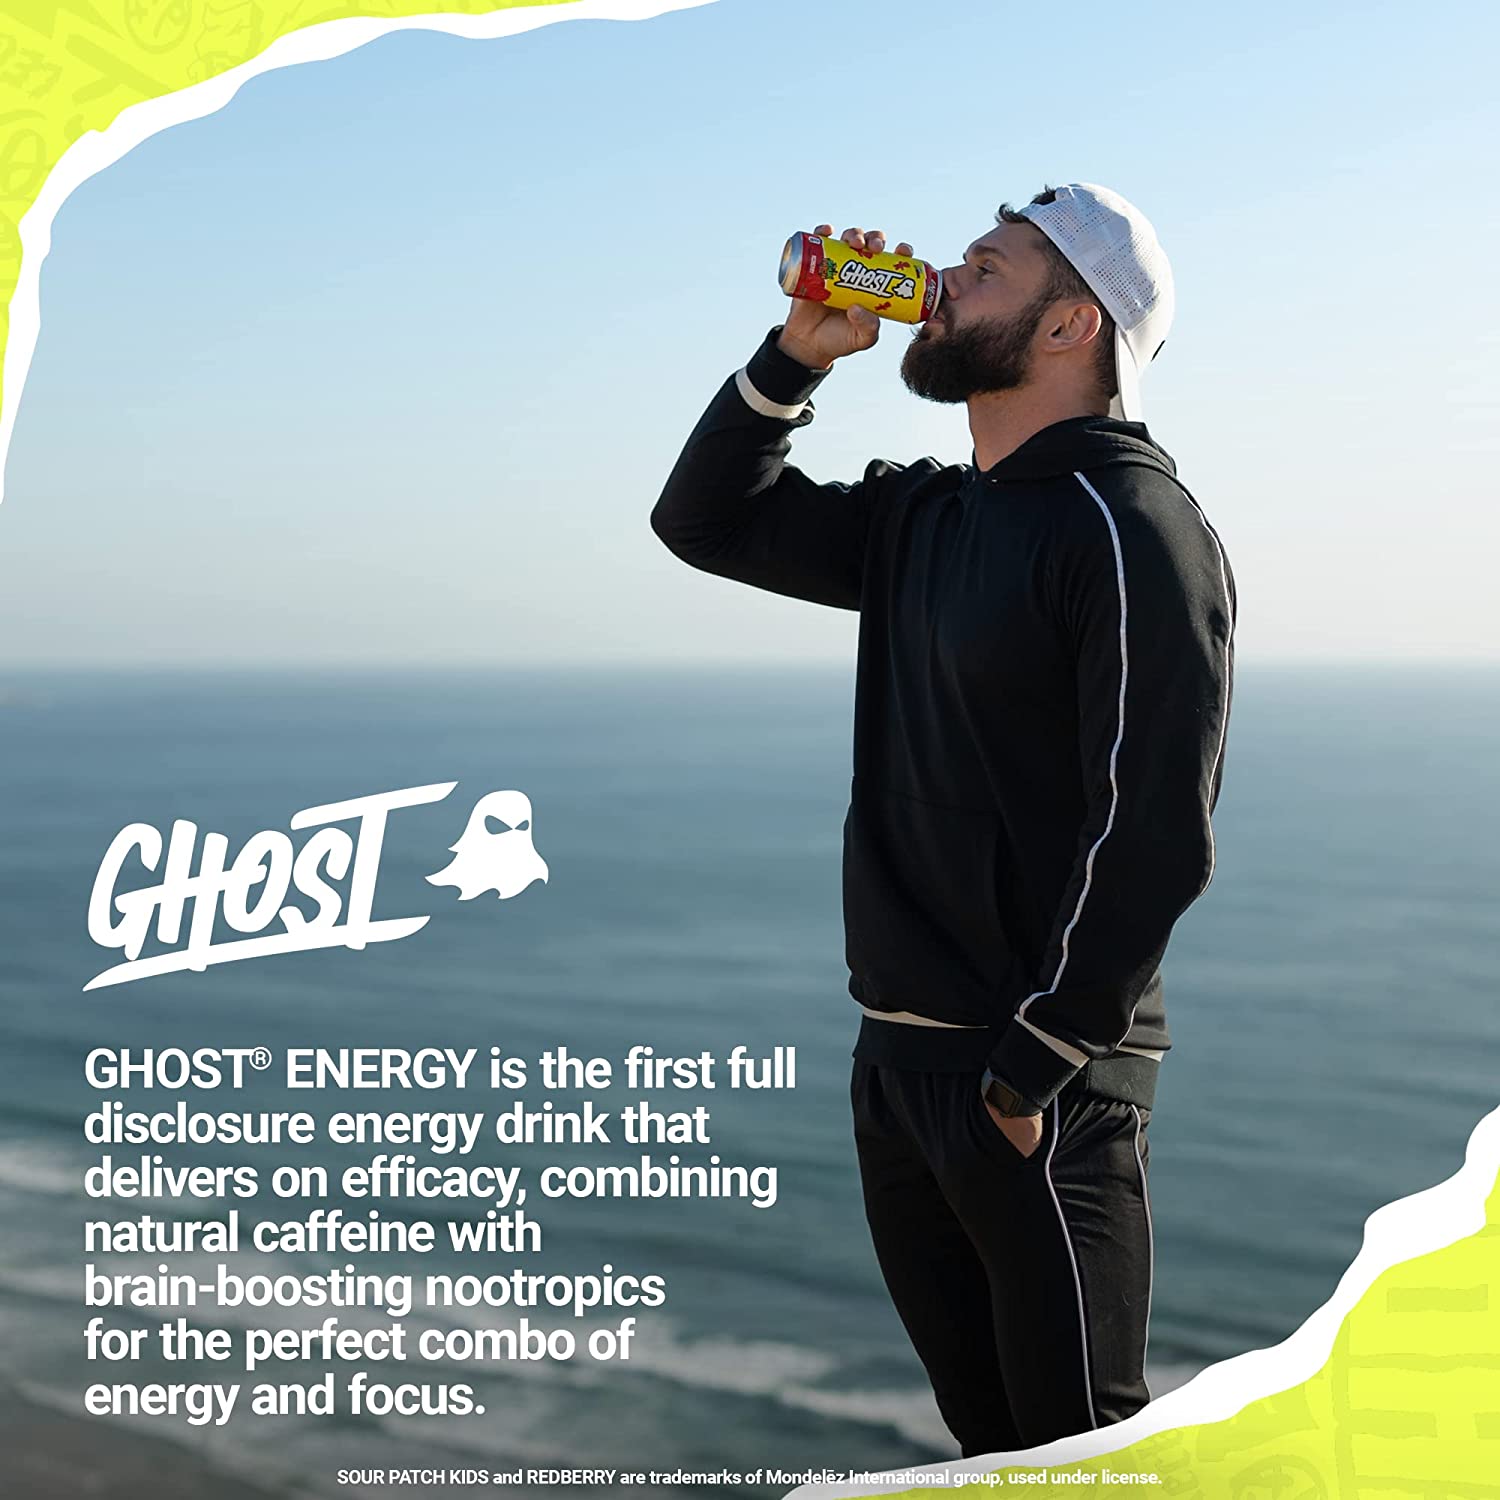 GHOST
ENERGY
GHOST
GHOST® ENERGY is the first full
disclosure energy drink that
delivers on efficacy, combining
natural caffeine with
brain-boosting nootropics
for the perfect combo of
energy and focus.
SOUR PATCH KIDS and REDBERRY are trademarks of Mondelēz International group, used under license.